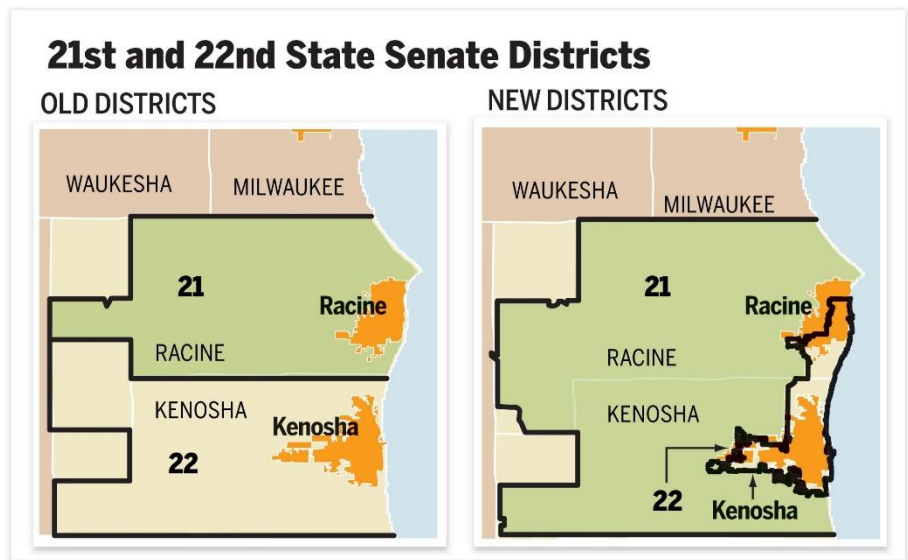 21st and 22nd State Senate Districts
OLD DISTRICTS
WAUKESHA
MILWAUKEE
21
Racine
RACINE
KENOSHA
Kenosha
22
NEW DISTRICTS
WAUKESHA
MILWAUKEE
21
Racine
RACINE
KENOSHA
22
Kenosha